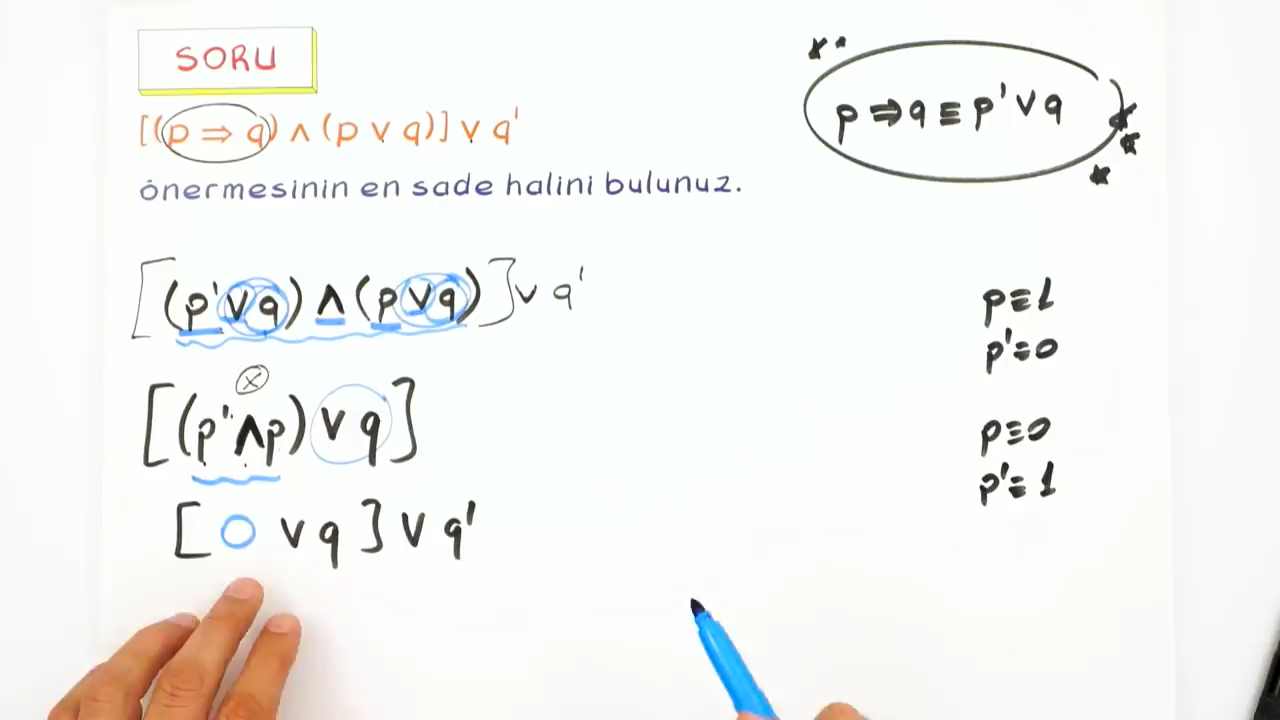 SORU
[(p ⇒ q) ∧ (p ∨ q)] ∨ q'
önermesinin en sade halini bulunuz.
p ⇒ q ≡ p' ∨ q
[(p' ∨ q) ∧ (p ∨ q)] ∨ q'
[(p' ∧ p) ∨ q]
[0 ∨ q] ∨ q'
p ≡ 1
p' ≡ 0
p ≡ 0
p' ≡ 1